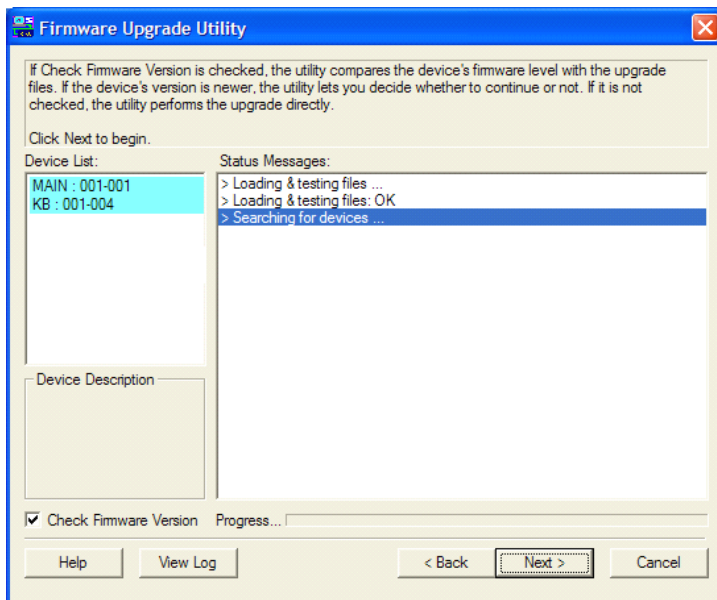 Firmware Upgrade Utility
If Check Firmware Version is checked, the utility compares the device's firmware level with the upgrade
files. If the device's version is newer, the utility lets you decide whether to continue or not. If it is not
checked, the utility performs the upgrade directly.
Click Next to begin.
Device List:
Status Messages:
MAIN : 001-001
KB : 001-004
> Loading & testing files ...
> Loading & testing files: OK
> Searching for devices ...
Device Description
Check Firmware Version
Progress...
Help
View Log
< Back
Next >
Cancel